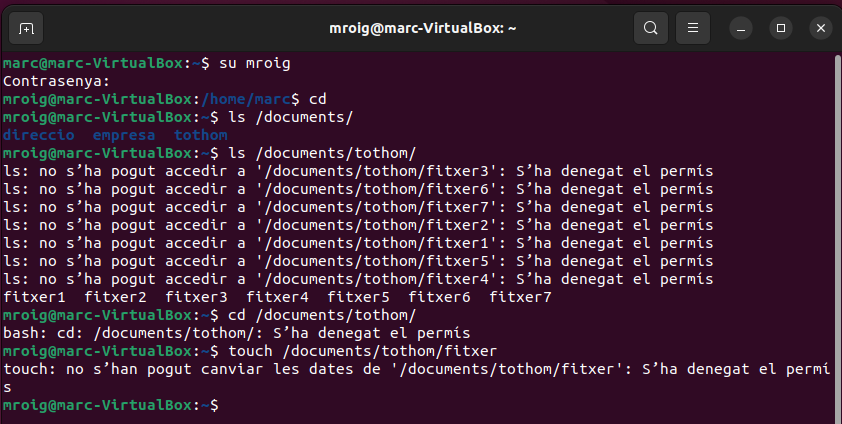 mroig@marc-VirtualBox: ~
marc@marc-VirtualBox:~$ su mroig
Contrasenya:
mroig@marc-VirtualBox:/home/marc$ cd
mroig@marc-VirtualBox:~$ ls /documents/
direccio  empresa  tothom
mroig@marc-VirtualBox:~$ ls /documents/tothom/
ls: no s’ha pogut accedir a '/documents/tothom/fitxer3': S’ha denegat el permís
ls: no s’ha pogut accedir a '/documents/tothom/fitxer6': S’ha denegat el permís
ls: no s’ha pogut accedir a '/documents/tothom/fitxer7': S’ha denegat el permís
ls: no s’ha pogut accedir a '/documents/tothom/fitxer2': S’ha denegat el permís
ls: no s’ha pogut accedir a '/documents/tothom/fitxer1': S’ha denegat el permís
ls: no s’ha pogut accedir a '/documents/tothom/fitxer5': S’ha denegat el permís
ls: no s’ha pogut accedir a '/documents/tothom/fitxer4': S’ha denegat el permís
fitxer1  fitxer2  fitxer3  fitxer4  fitxer5  fitxer6  fitxer7
mroig@marc-VirtualBox:~$ cd /documents/tothom/
bash: cd: /documents/tothom/: S’ha denegat el permís
mroig@marc-VirtualBox:~$ touch /documents/tothom/fitxer
touch: no s’han pogut canviar les dates de '/documents/tothom/fitxer': S’ha denegat el permí
s
mroig@marc-VirtualBox:~$